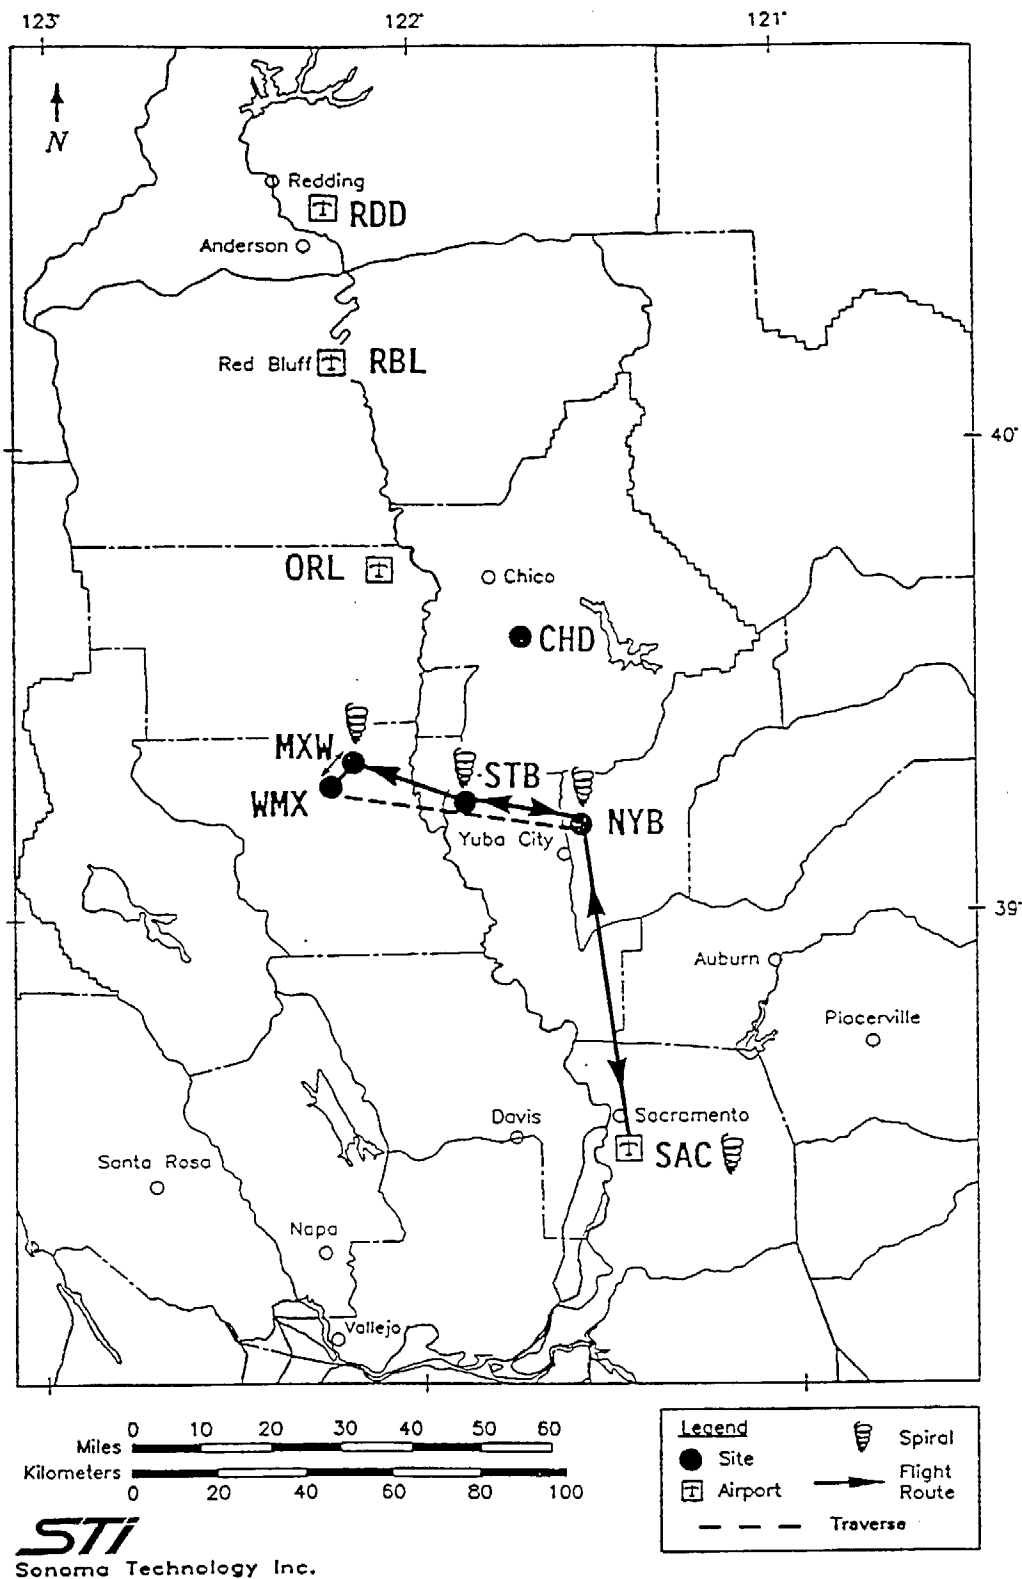 123° 122° 121°
N
Redding
RDD
Anderson
Red Bluff RBL
40°
ORL
Chico
CHD
MXW
STB
WMX
NYB
Yuba City
39°
Auburn
Placerville
Sacramento
Davis
SAC
Santa Rosa
Napa
Vallejo
0 10 20 30 40 50 60
Miles
Kilometers
0 20 40 60 80 100
Legend
Site
Airport
Spiral
Flight
Route
Traverse
STi
Sonoma Technology Inc.